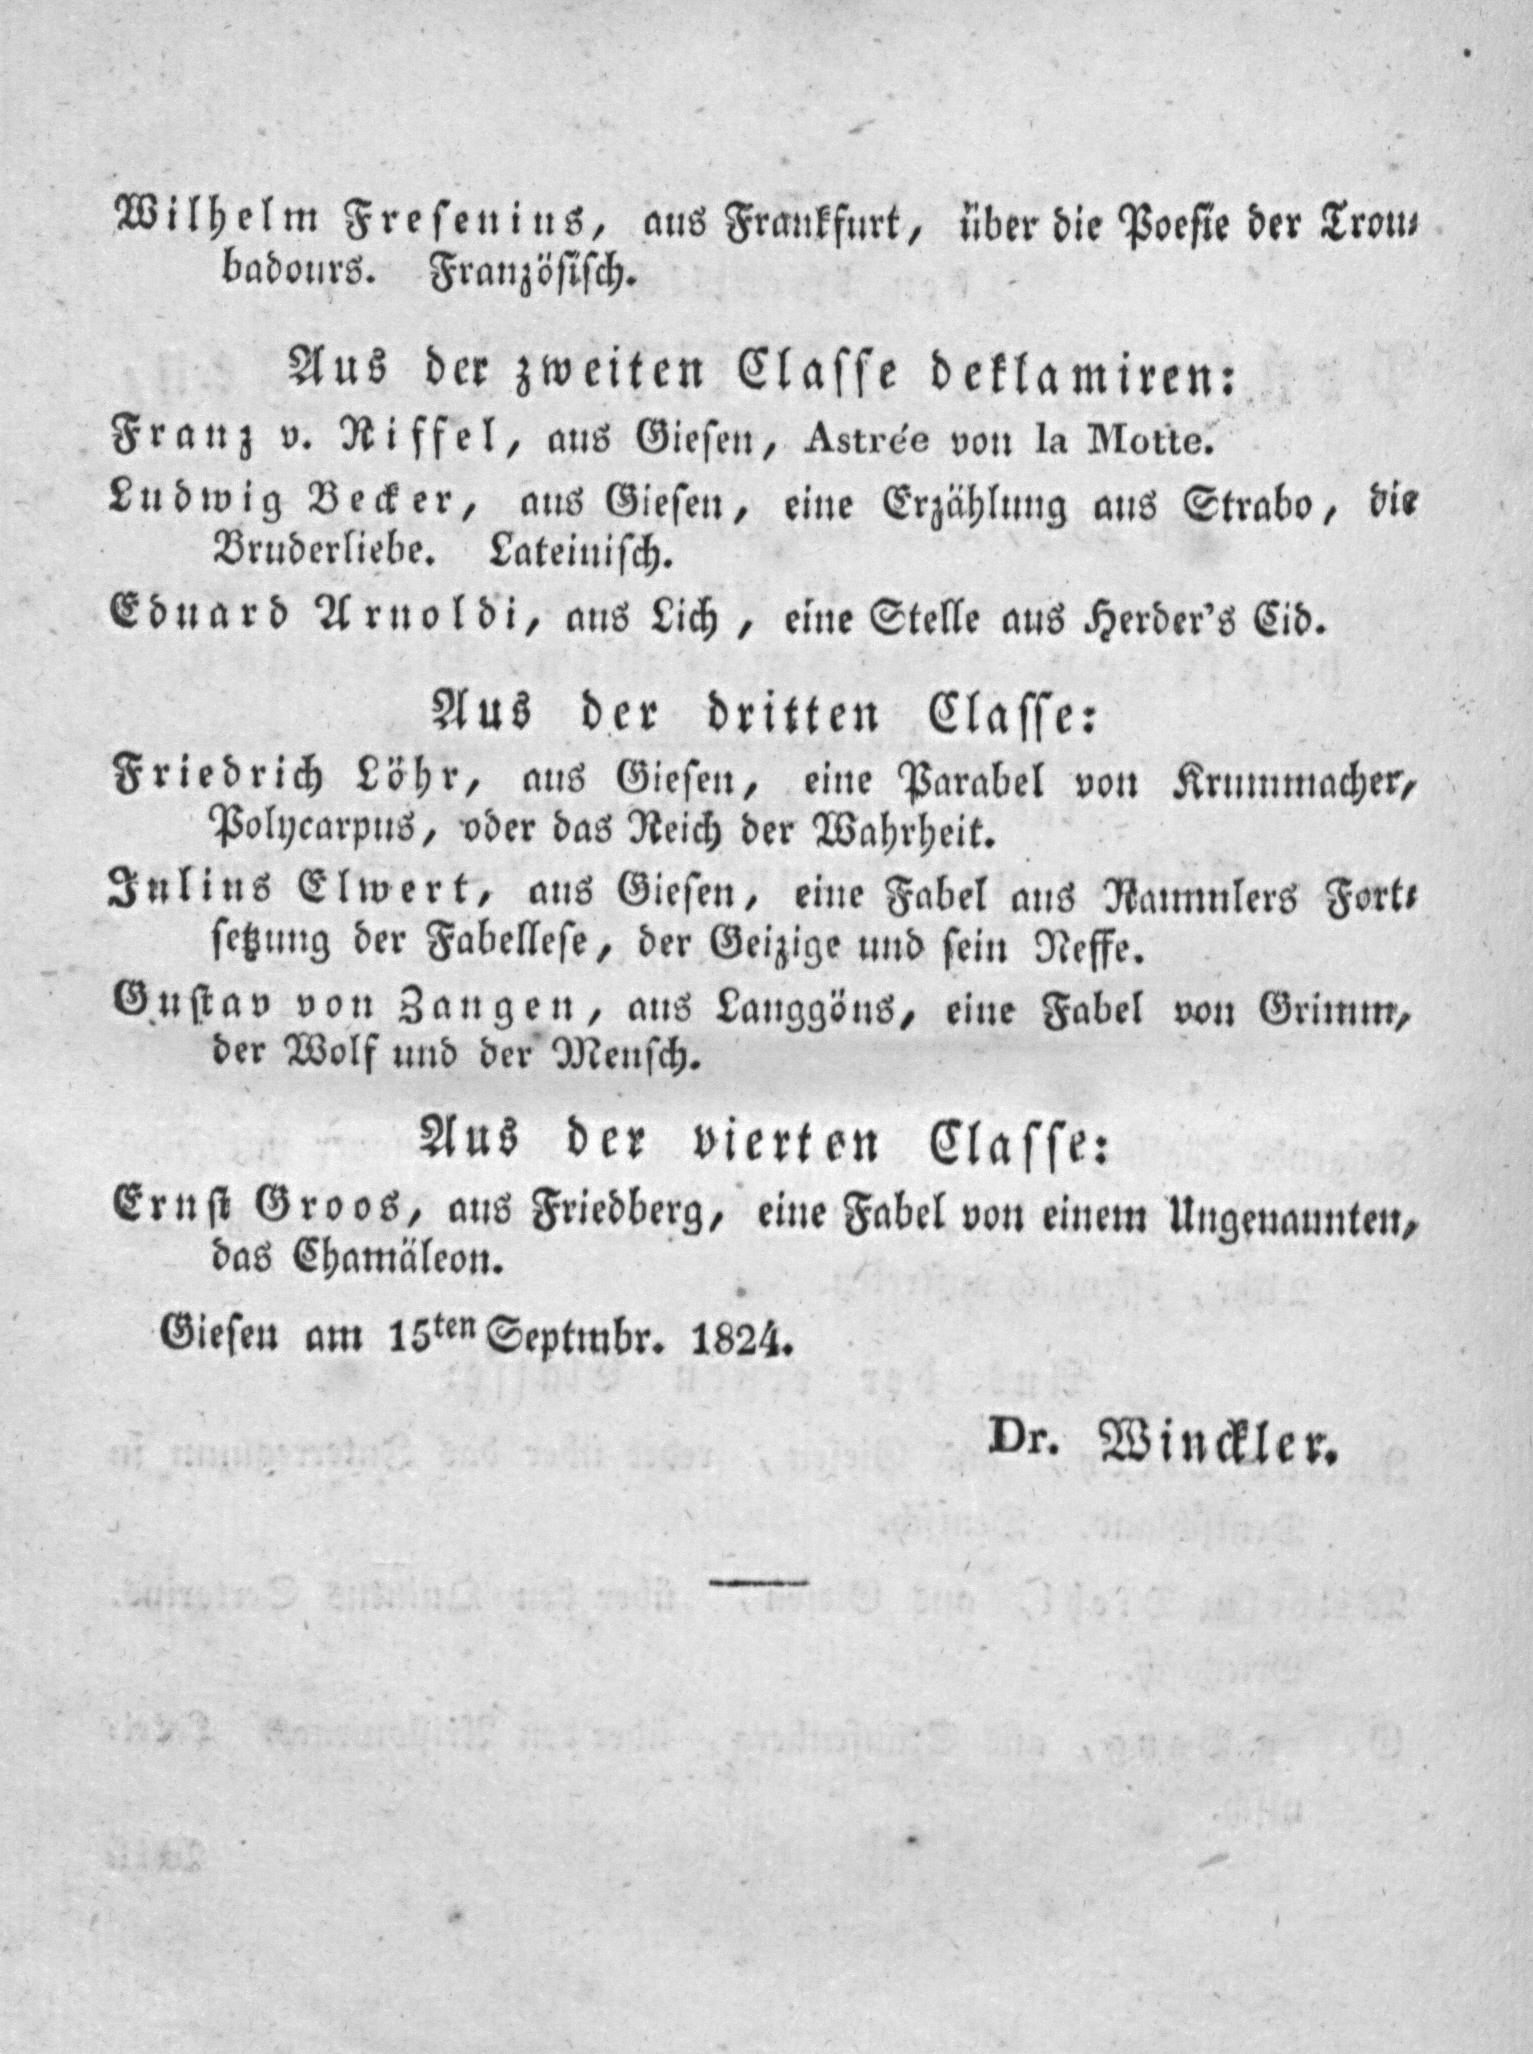 Wilhelm Fresenius, aus Frankfurt, über die Poesie der Trou-
badours. Französisch.
Aus der zweiten Classe deklamiren:
Franz v. Riffel, aus Giesen, Astrée von la Motte.
Ludwig Becker, aus Giesen, eine Erzählung aus Strabo, die
Bruderliebe. Lateinisch.
Eduard Arnoldi, aus Lich, eine Stelle aus Herder's Cid.
Aus der dritten Classe:
Friedrich Löhr, aus Giesen, eine Parabel von Krummacher,
Polycarpus, oder das Reich der Wahrheit.
Julius Elwert, aus Giesen, eine Fabel aus Rammlers Fort-
setzung der Fabellese, der Geizige und sein Neffe.
Gustav von Zangen, aus Langgöns, eine Fabel von Grimm,
der Wolf und der Mensch.
Aus der vierten Classe:
Ernst Groos, aus Friedberg, eine Fabel von einem Ungenannten,
das Chamäleon.
Giesen am 15ten Septmbr. 1824.
Dr. Winckler.